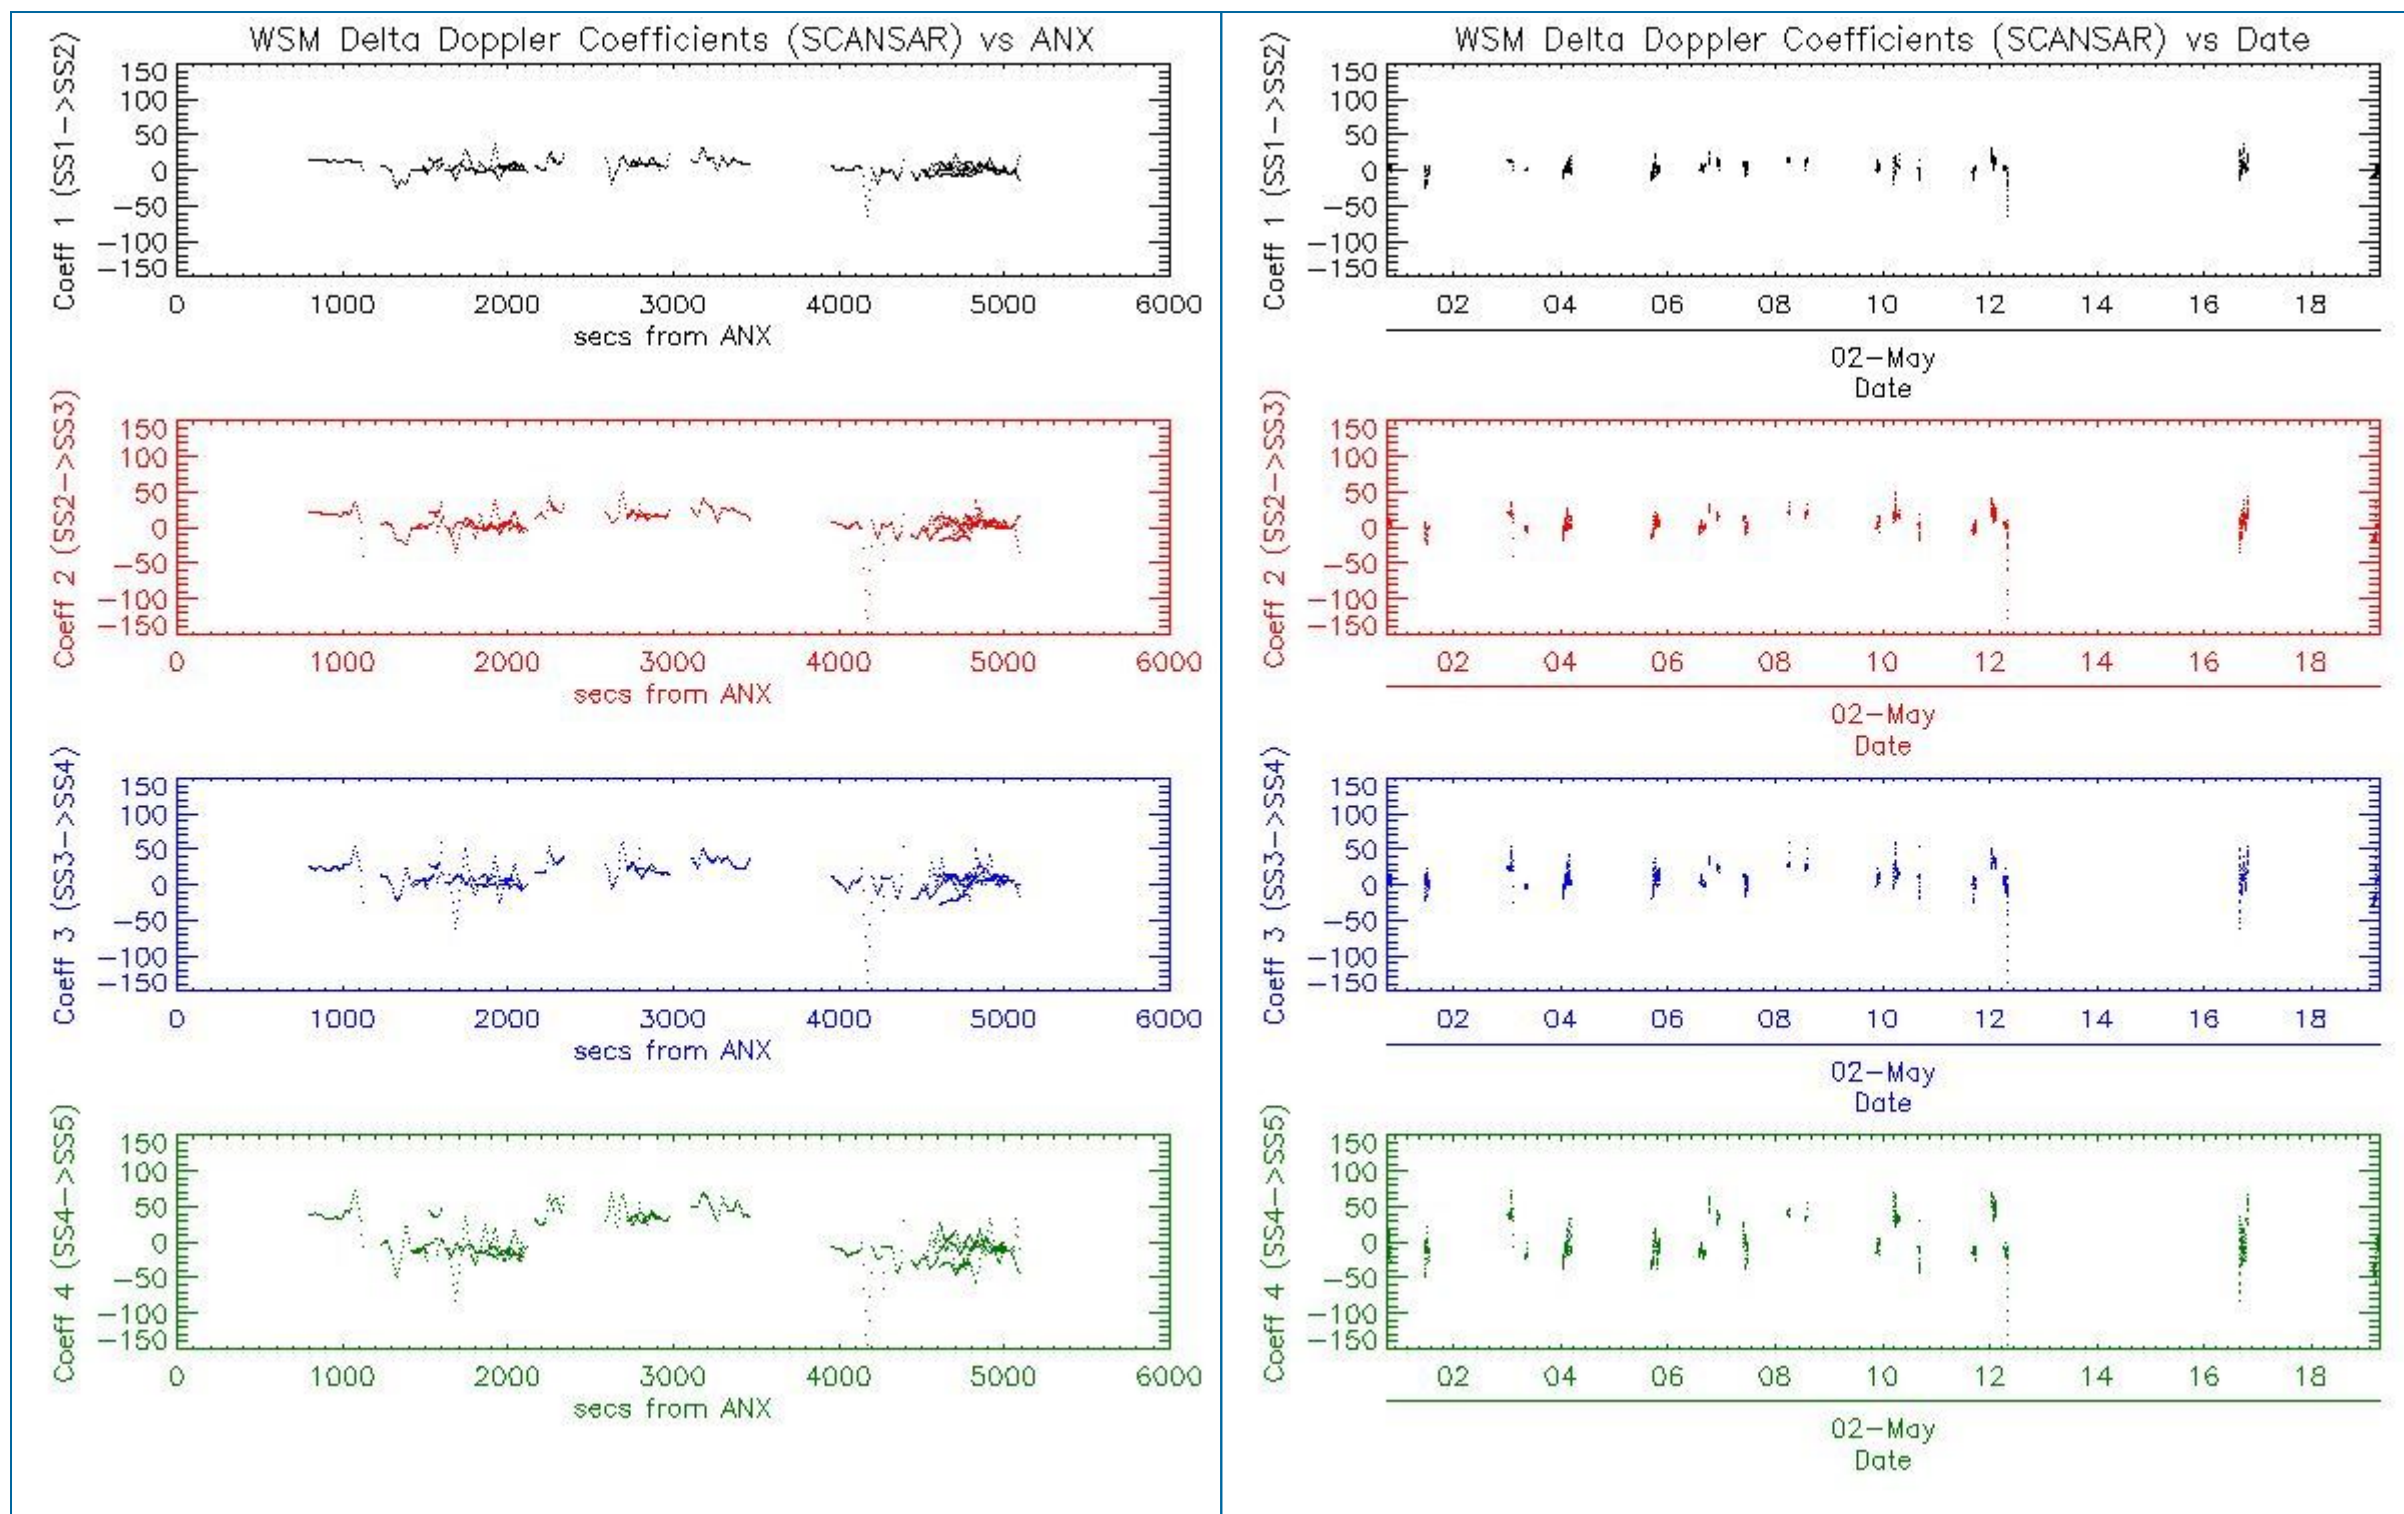 WSM Delta Doppler Coefficients (SCANSAR) vs ANX
Coeff 1 (SS1->SS2)
150
100
50
0
-50
-100
-150
0 1000 2000 3000 4000 5000 6000
secs from ANX
Coeff 2 (SS2->SS3)
150
100
50
0
-50
-100
-150
0 1000 2000 3000 4000 5000 6000
secs from ANX
Coeff 3 (SS3->SS4)
150
100
50
0
-50
-100
-150
0 1000 2000 3000 4000 5000 6000
secs from ANX
Coeff 4 (SS4->SS5)
150
100
50
0
-50
-100
-150
0 1000 2000 3000 4000 5000 6000
secs from ANX
WSM Delta Doppler Coefficients (SCANSAR) vs Date
Coeff 1 (SS1->SS2)
150
100
50
0
-50
-100
-150
02 04 06 08 10 12 14 16 18
02-May
Date
Coeff 2 (SS2->SS3)
150
100
50
0
-50
-100
-150
02 04 06 08 10 12 14 16 18
02-May
Date
Coeff 3 (SS3->SS4)
150
100
50
0
-50
-100
-150
02 04 06 08 10 12 14 16 18
02-May
Date
Coeff 4 (SS4->SS5)
150
100
50
0
-50
-100
-150
02 04 06 08 10 12 14 16 18
02-May
Date